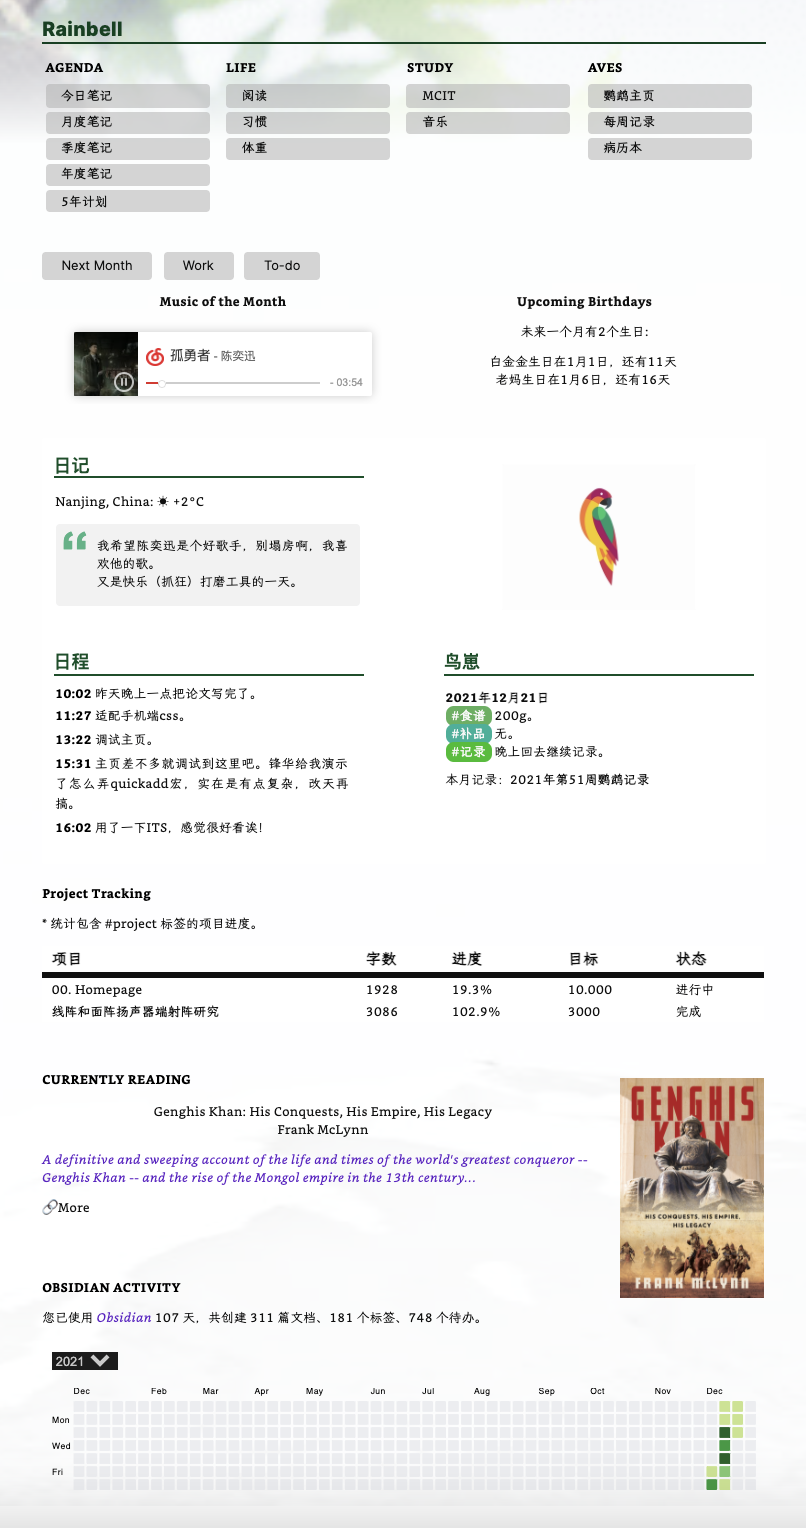 Rainbell
AGENDA
今日笔记
月度笔记
季度笔记
年度笔记
5年计划
LIFE
阅读
习惯
体重
STUDY
MCIT
音乐
AVES
鹦鹉主页
每周记录
病历本
Next Month
Work
To-do
Music of the Month
孤勇者 - 陈奕迅
- 03:54
Upcoming Birthdays
未来一个月有2个生日:
白金金生日在1月1日，还有11天
老妈生日在1月6日，还有16天
日记
Nanjing, China: ☀ +2°C
我希望陈奕迅是个好歌手，别塌房啊，我喜
欢他的歌。
又是快乐（抓狂）打磨工具的一天。
日程
10:02 昨天晚上一点把论文写完了。
11:27 适配手机端css。
13:22 调试主页。
15:31 主页差不多就调试到这里吧。锋华给我演示
了怎么弄quickadd宏，实在是有点复杂，改天再
搞。
16:02 用了一下ITS，感觉很好看诶！
鸟崽
2021年12月21日
#食谱 200g。
#补品 无。
#记录 晚上回去继续记录。
本月记录：2021年第51周鹦鹉记录
Project Tracking
* 统计包含 #project 标签的项目进度。
项目 字数 进度 目标 状态
00. Homepage 1928 19.3% 10.000 进行中
线阵和面阵扬声器端射阵研究 3086 102.9% 3000 完成
CURRENTLY READING
Genghis Khan: His Conquests, His Empire, His Legacy
Frank McLynn
A definitive and sweeping account of the life and times of the world's greatest conqueror --
Genghis Khan -- and the rise of the Mongol empire in the 13th century...
🔗More
GENGHIS
KHAN
HIS CONQUESTS, HIS EMPIRE,
HIS LEGACY
FRANK McLYNN
OBSIDIAN ACTIVITY
您已使用 Obsidian 107 天，共创建 311 篇文档、181 个标签、748 个待办。
2021
Dec Feb Mar Apr May Jun Jul Aug Sep Oct Nov Dec
Mon
Wed
Fri